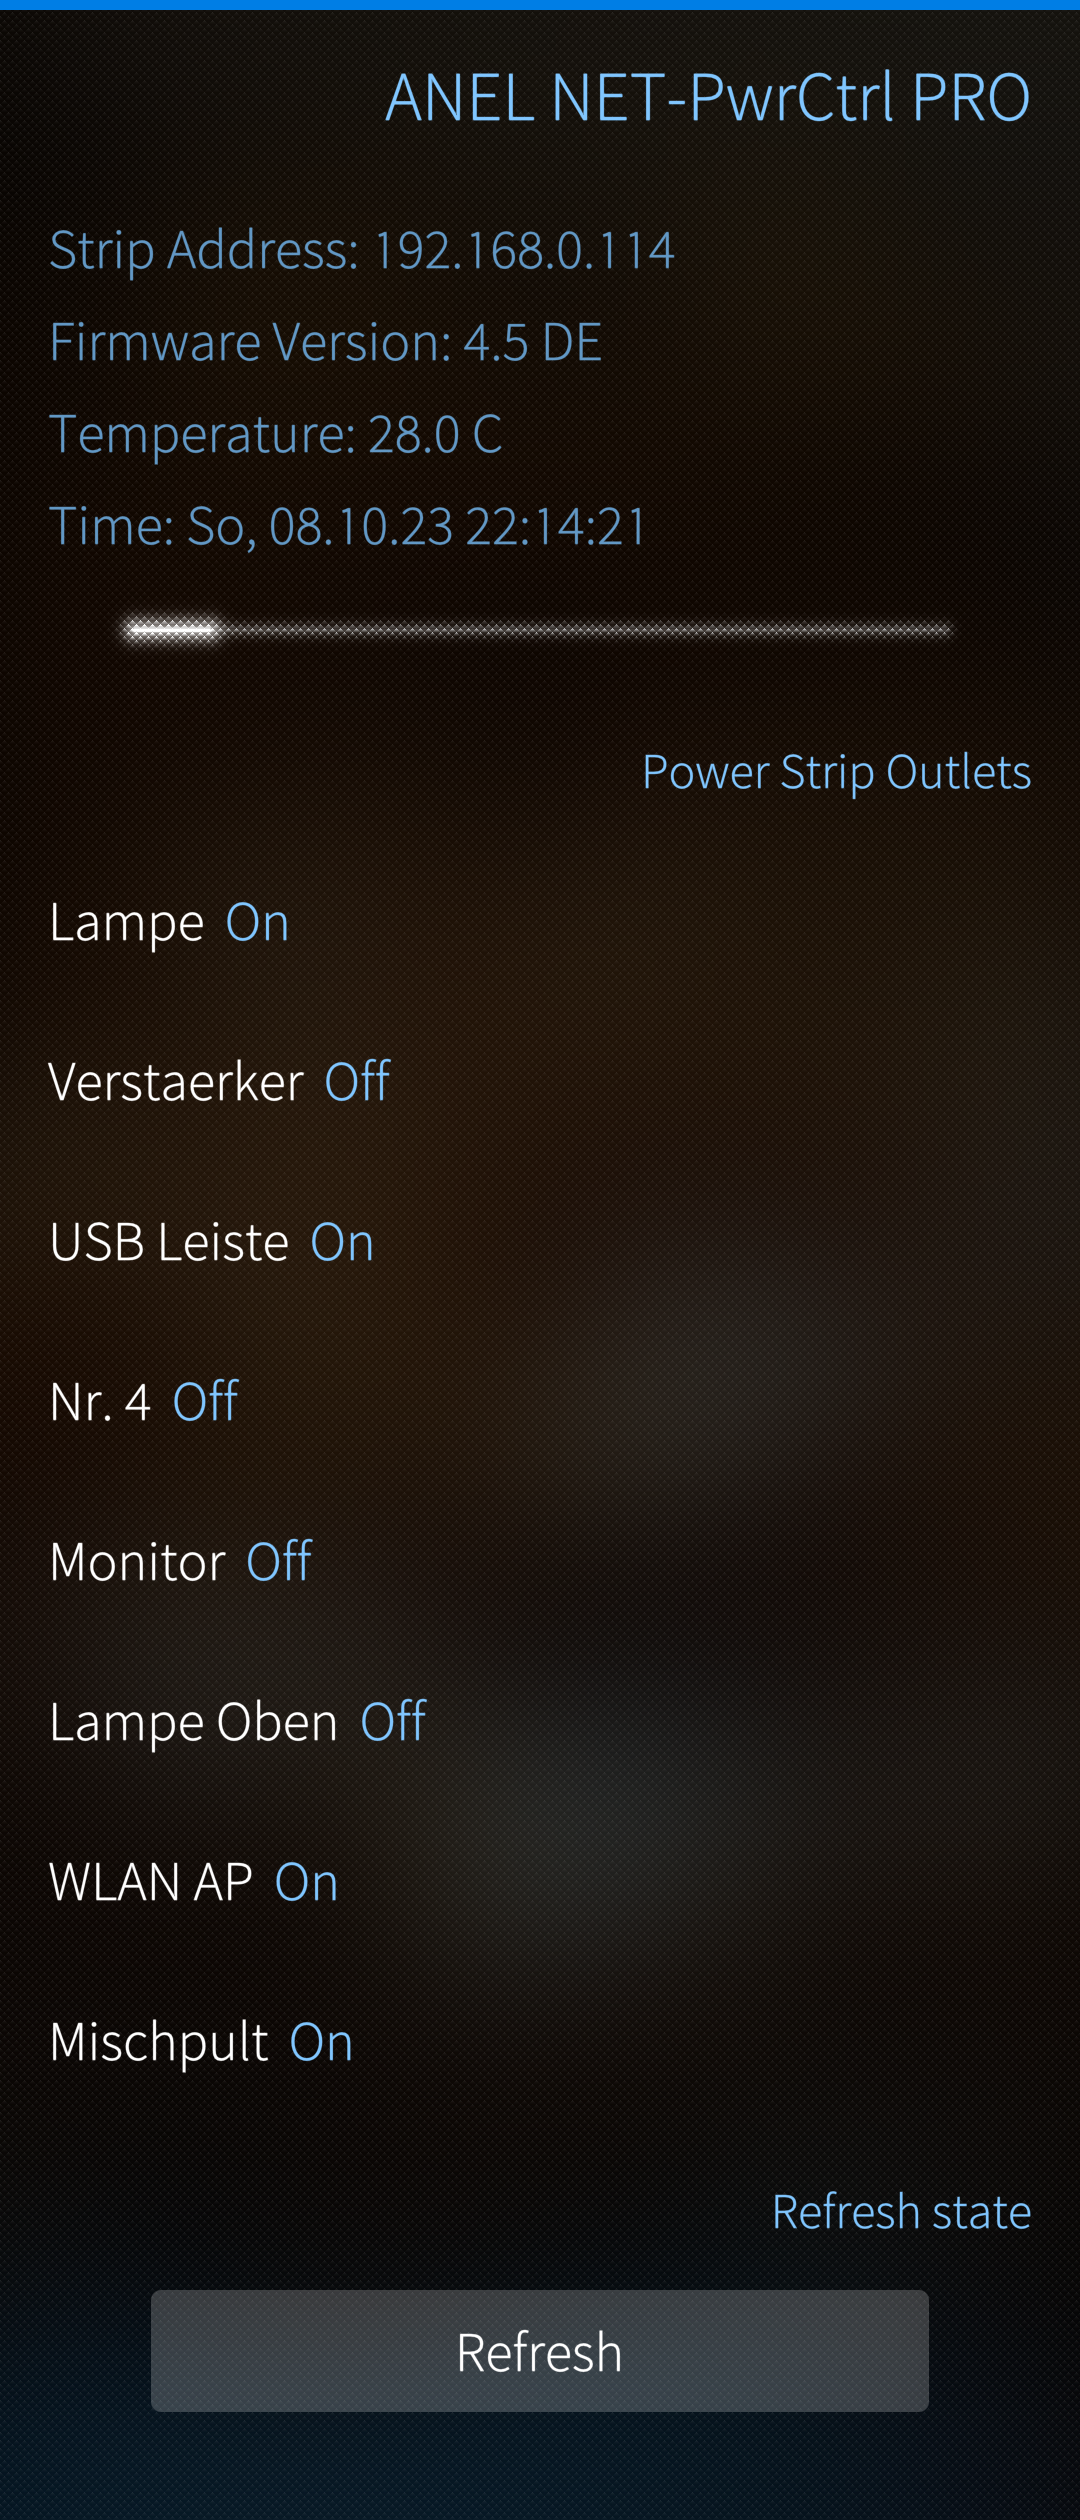 ANEL NET-PwrCtrl PRO
Strip Address: 192.168.0.114
Firmware Version: 4.5 DE
Temperature: 28.0 C
Time: So, 08.10.23 22:14:21
Power Strip Outlets
Lampe On
Verstaerker Off
USB Leiste On
Nr. 4 Off
Monitor Off
Lampe Oben Off
WLAN AP On
Mischpult On
Refresh state
Refresh